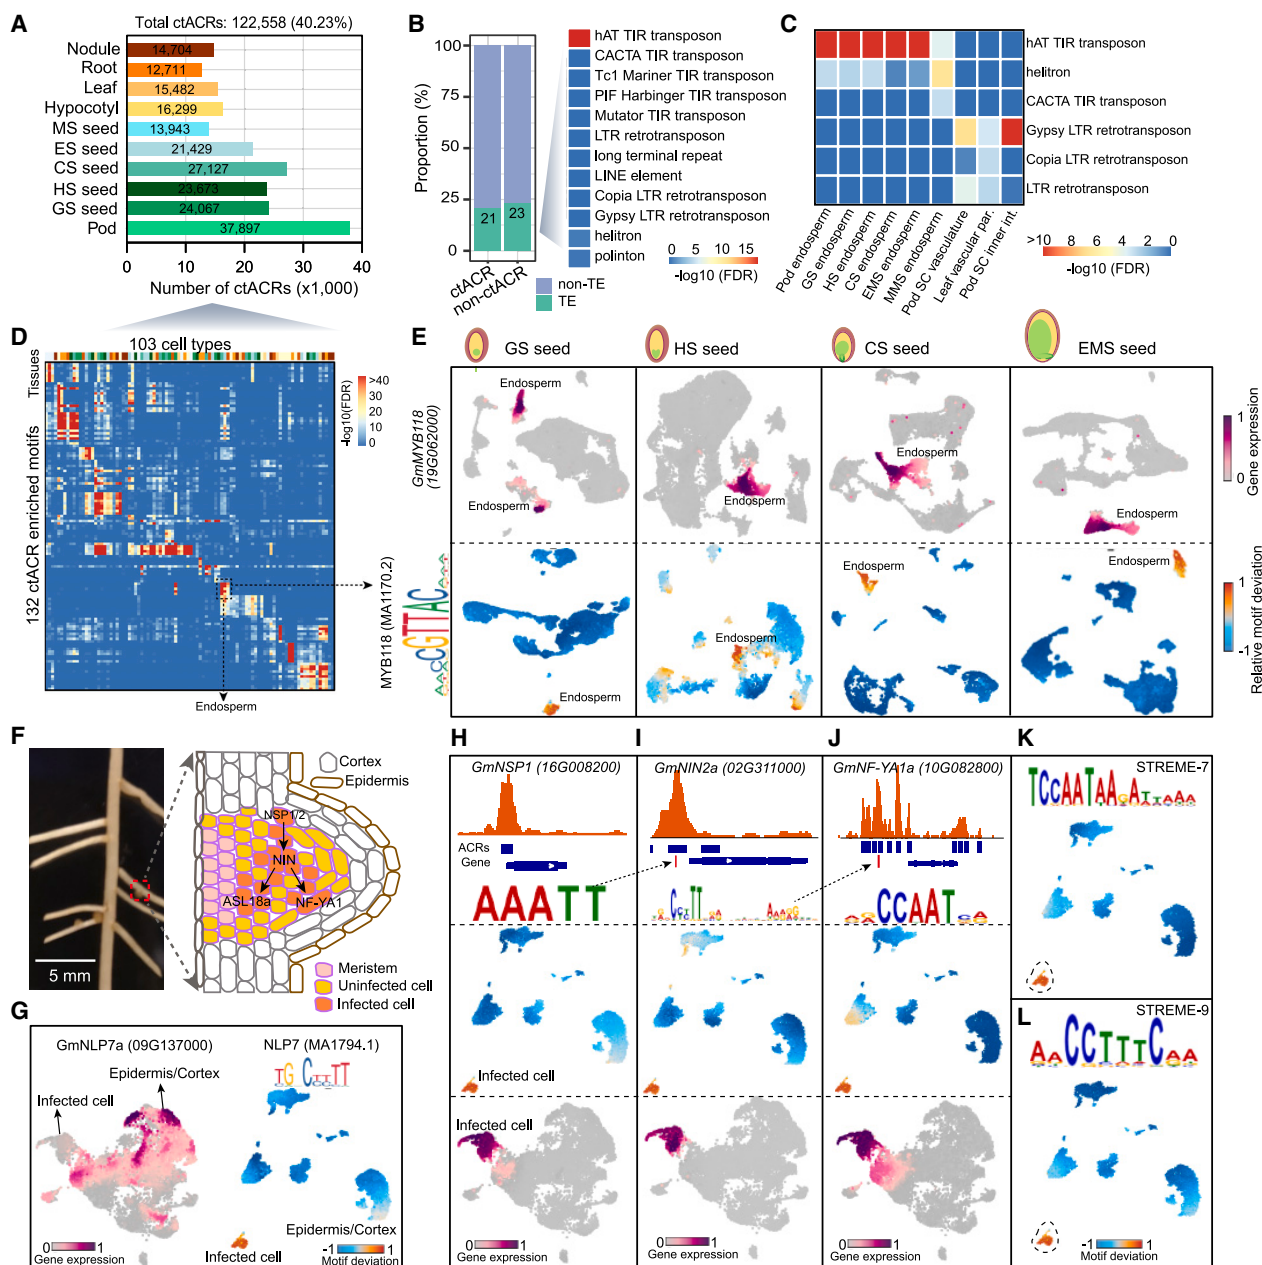 A
Total ctACRs: 122,558 (40.23%)
Nodule 14,704
Root 12,711
Leaf 15,482
Hypocotyl 16,299
MS seed 13,943
ES seed 21,429
CS seed 27,127
HS seed 23,673
GS seed 24,067
Pod 37,897
0 10 20 30 40
Number of ctACRs (x1,000)
B
Proportion (%)
100
75
50
25
0
21 23
ctACR
non-ctACR
non-TE
TE
hAT TIR transposon
CACTA TIR transposon
Tc1 Mariner TIR transposon
PIF Harbinger TIR transposon
Mutator TIR transposon
LTR retrotransposon
long terminal repeat
LINE element
Copia LTR retrotransposon
Gypsy LTR retrotransposon
helitron
polinton
0 5 10 15
-log10 (FDR)
C
hAT TIR transposon
helitron
CACTA TIR transposon
Gypsy LTR retrotransposon
Copia LTR retrotransposon
LTR retrotransposon
Pod endosperm
GS endosperm
HS endosperm
CS endosperm
EMS endosperm
MMS endosperm
Pod SC vasculature
Leaf vascular par.
Pod SC inner int.
>10 8 6 4 2 0
-log10 (FDR)
D
103 cell types
Tissues
132 ctACR enriched motifs
>40
30
20
10
0
-log10(FDR)
Endosperm
MYB118 (MA1170.2)
CGTTAC
E
GS seed
HS seed
CS seed
EMS seed
GmMYB118
(19G062000)
Endosperm
Endosperm
Endosperm
Endosperm
Endosperm
1
0
Gene expression
Endosperm
Endosperm
Endosperm
Endosperm
1
-1
Relative motif deviation
F
5 mm
Cortex
Epidermis
NSP1/2
NIN
ASL18a NF-YA1
Meristem
Uninfected cell
Infected cell
G
GmNLP7a (09G137000)
Epidermis/Cortex
Infected cell
0 1
Gene expression
NLP7 (MA1794.1)
Epidermis/Cortex
Infected cell
-1 1
Motif deviation
H
GmNSP1 (16G008200)
ACRs
Gene
AAATT
Infected cell
Infected cell
0 1
Gene expression
I
GmNIN2a (02G311000)
0 1
Gene expression
J
GmNF-YA1a (10G082800)
CCAAT
0 1
Gene expression
K
STREME-7
TCCAATAAGATTAAA
L
STREME-9
AACCTTTCAA
-1 1
Motif deviation